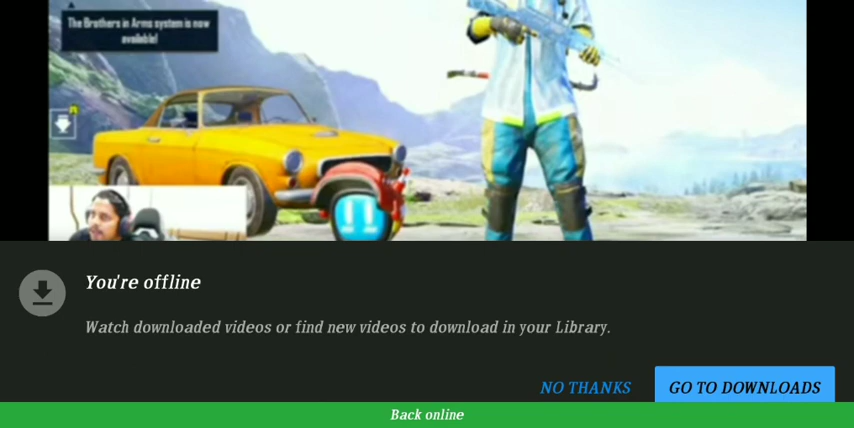 The Brothers in Arms system is now
available!
You're offline
Watch downloaded videos or find new videos to download in your Library.
NO THANKS
GO TO DOWNLOADS
Back online